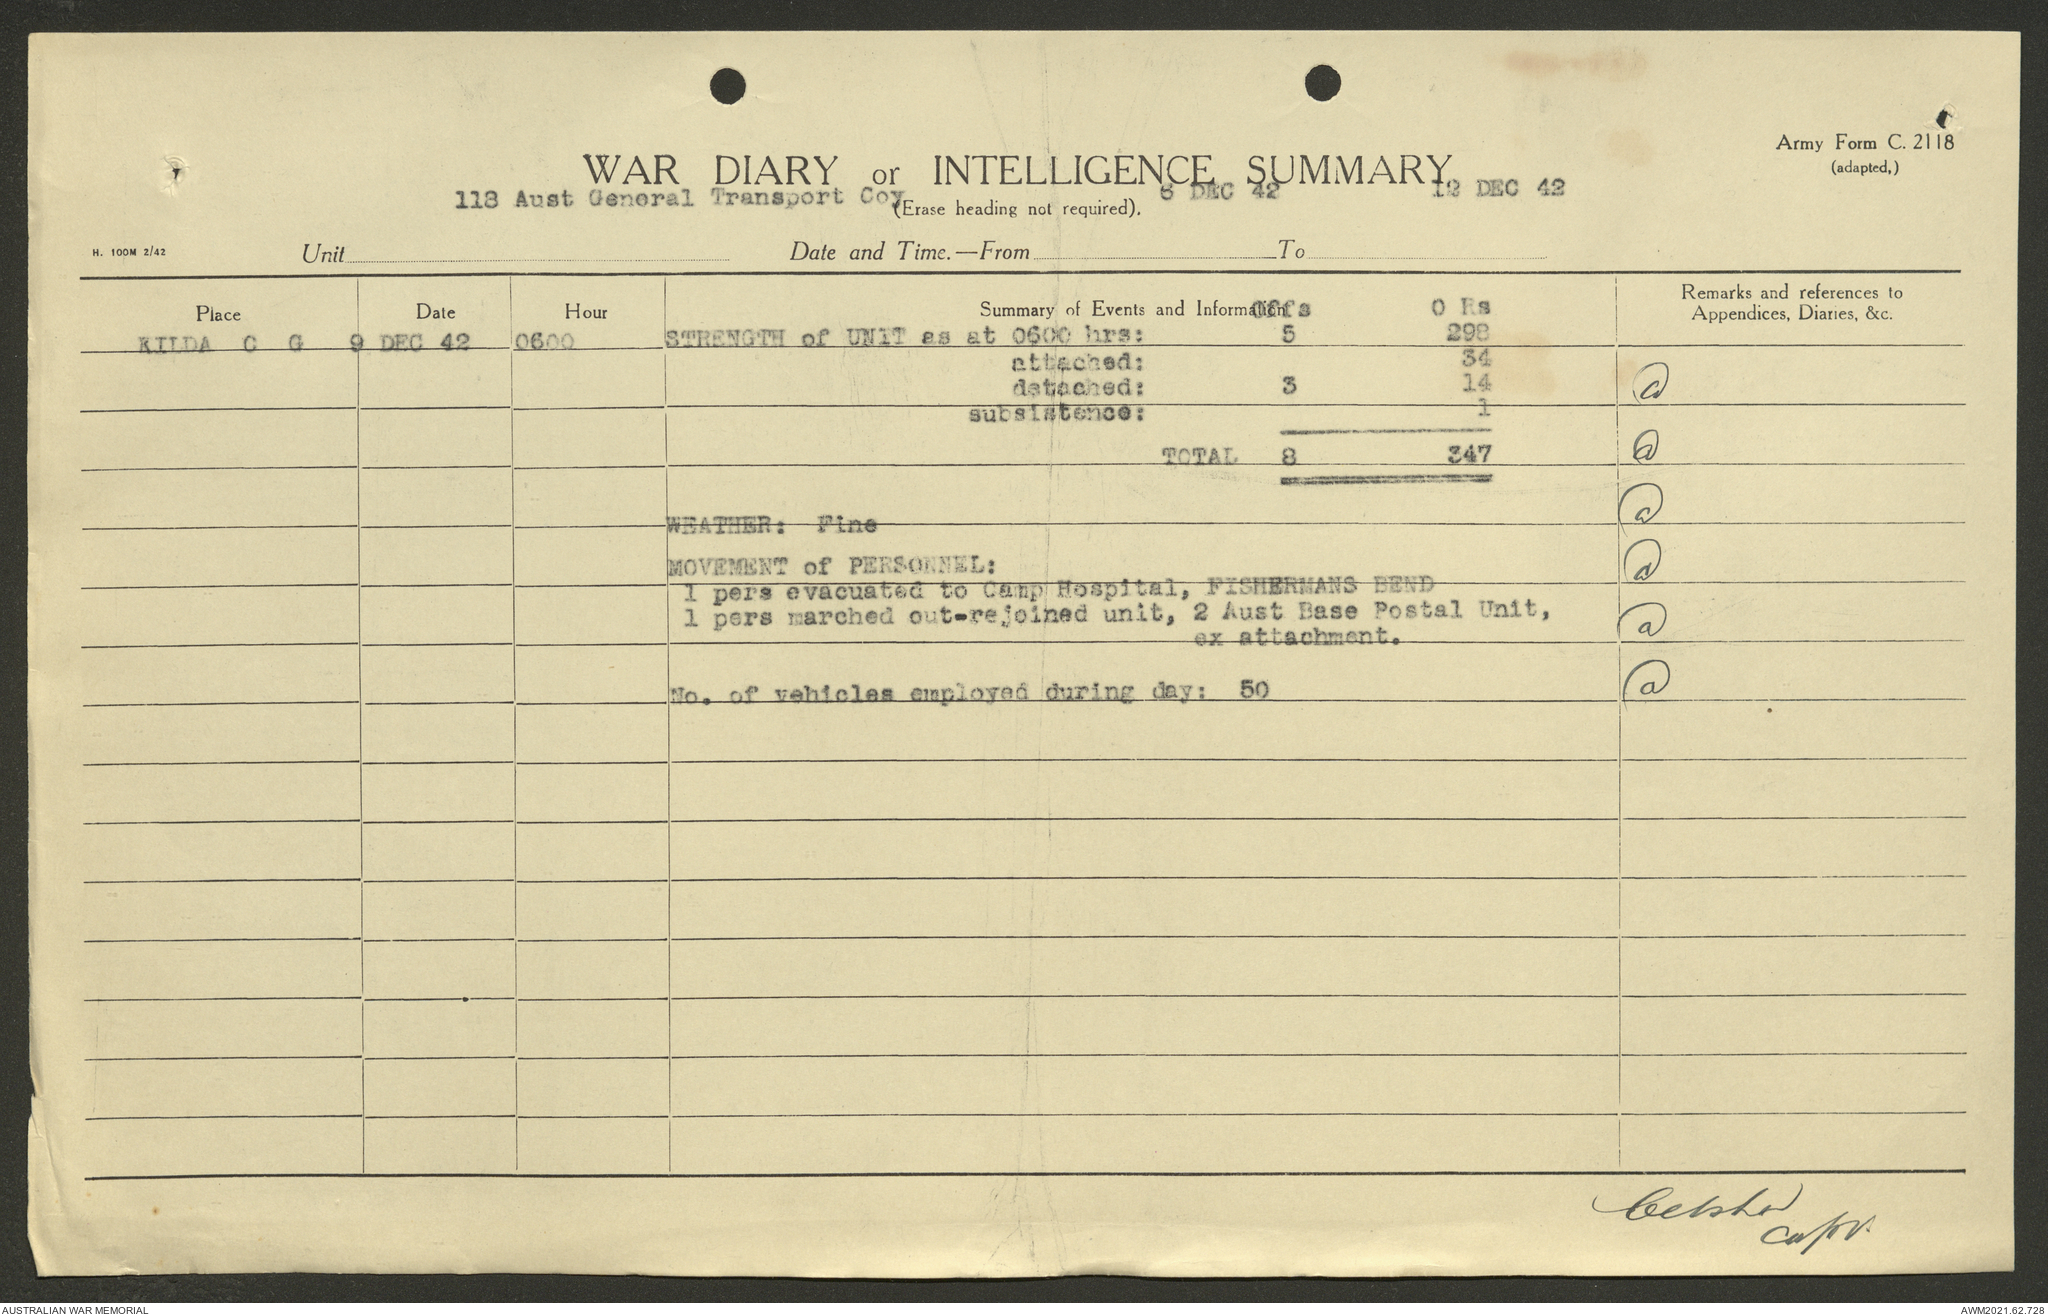 Army Form C. 2118
(adapted,)
WAR DIARY or INTELLIGENCE SUMMARY
118 Aust General Transport Coy 6 DEC 42 12 DEC 42
(Erase heading not required).
H. 100M 2/42 Unit Date and Time.—From To
Place Date Hour Summary of Events and Information Remarks and references to Appendices, Diaries, &c.
Offs O Rs
KILDA C G 9 DEC 42 0600 STRENGTH of UNIT as at 0600 hrs: 5 298
attached: 34
detached: 3 14 a
subsistence: 1
TOTAL 8 347 a
WEATHER: Fine a
MOVEMENT of PERSONNEL: a
1 pers evacuated to Camp Hospital, FISHERMANS BEND
1 pers marched out-rejoined unit, 2 Aust Base Postal Unit, a
ex attachment.
No. of vehicles employed during day: 50 a
Capt.
AUSTRALIAN WAR MEMORIAL AWM2021.62.728